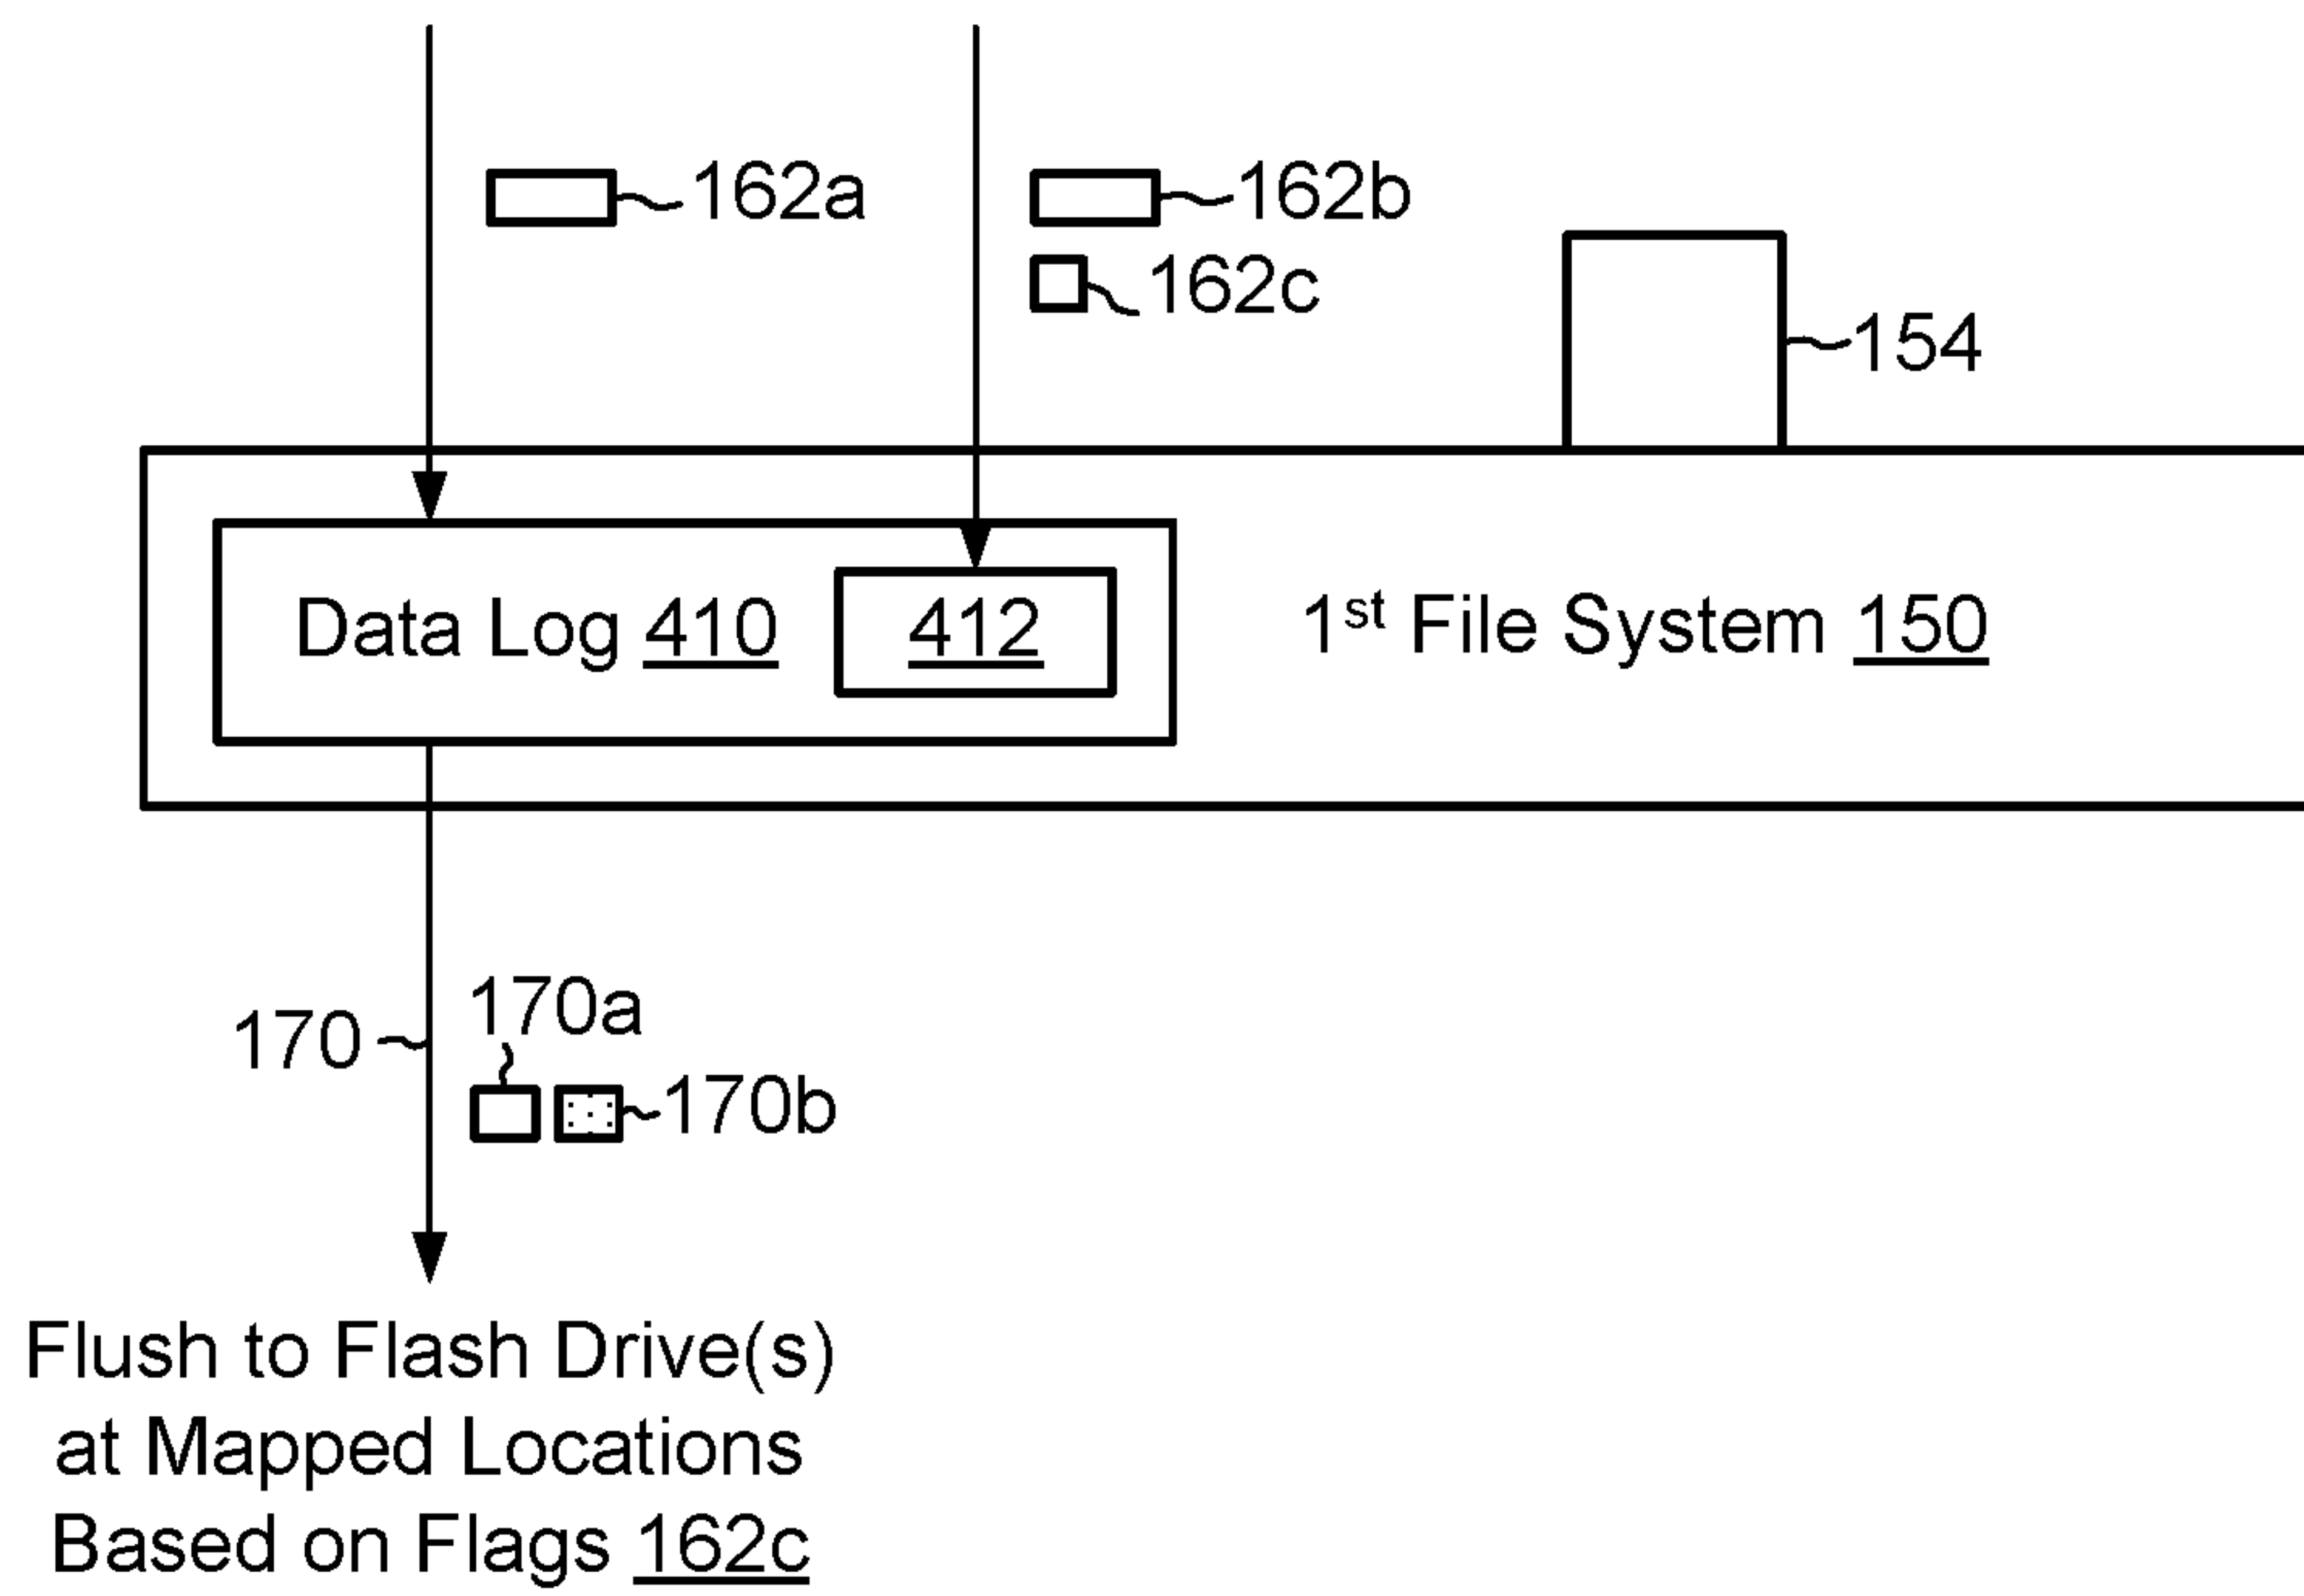 162a
162b
162c
154
Data Log 410
412
1st File System 150
170a
170
170b
Flush to Flash Drive(s)
at Mapped Locations
Based on Flags 162c